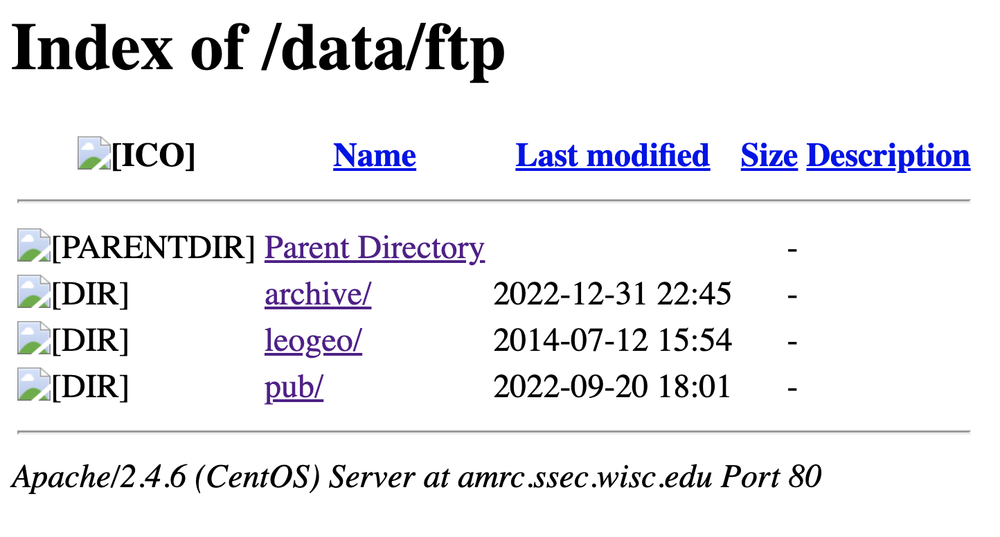 Index of /data/ftp
[ICO] Name Last modified Size Description
[PARENTDIR] Parent Directory -
[DIR] archive/ 2022-12-31 22:45 -
[DIR] leogeo/ 2014-07-12 15:54 -
[DIR] pub/ 2022-09-20 18:01 -
Apache/2.4.6 (CentOS) Server at amrc.ssec.wisc.edu Port 80